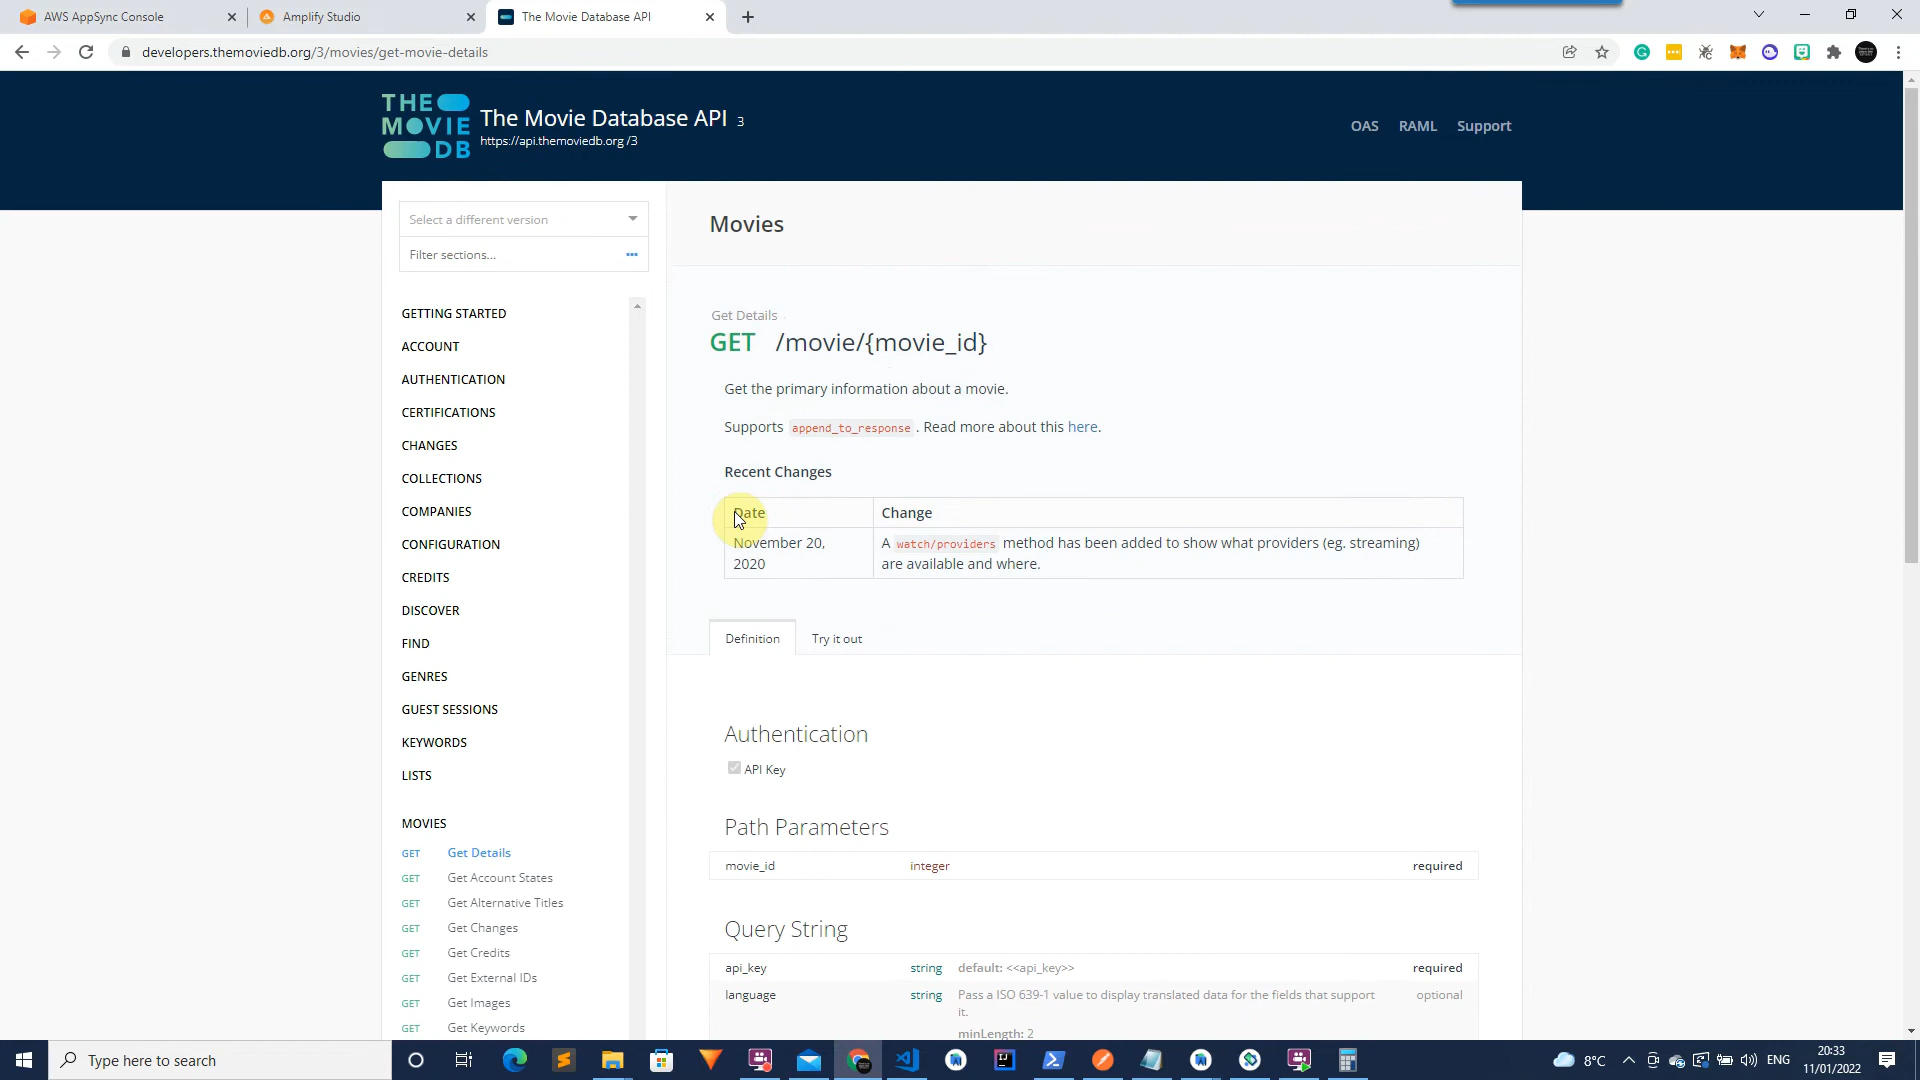 AWS AppSync Console
Amplify Studio
The Movie Database API
developers.themoviedb.org/3/movies/get-movie-details
THE
MOVIE
DB
The Movie Database API 3
https://api.themoviedb.org /3
OAS
RAML
Support
Select a different version
Filter sections...
GETTING STARTED
ACCOUNT
AUTHENTICATION
CERTIFICATIONS
CHANGES
COLLECTIONS
COMPANIES
CONFIGURATION
CREDITS
DISCOVER
FIND
GENRES
GUEST SESSIONS
KEYWORDS
LISTS
MOVIES
GET Get Details
GET Get Account States
GET Get Alternative Titles
GET Get Changes
GET Get Credits
GET Get External IDs
GET Get Images
GET Get Keywords
Movies
Get Details
GET /movie/{movie_id}
Get the primary information about a movie.
Supports append_to_response . Read more about this here.
Recent Changes
Date Change
November 20, A watch/providers method has been added to show what providers (eg. streaming)
2020 are available and where.
Definition Try it out
Authentication
API Key
Path Parameters
movie_id integer required
Query String
api_key string default: <<api_key>> required
language string Pass a ISO 639-1 value to display translated data for the fields that support optional
it.
minLength: 2
Type here to search
8°C
ENG
20:33
11/01/2022